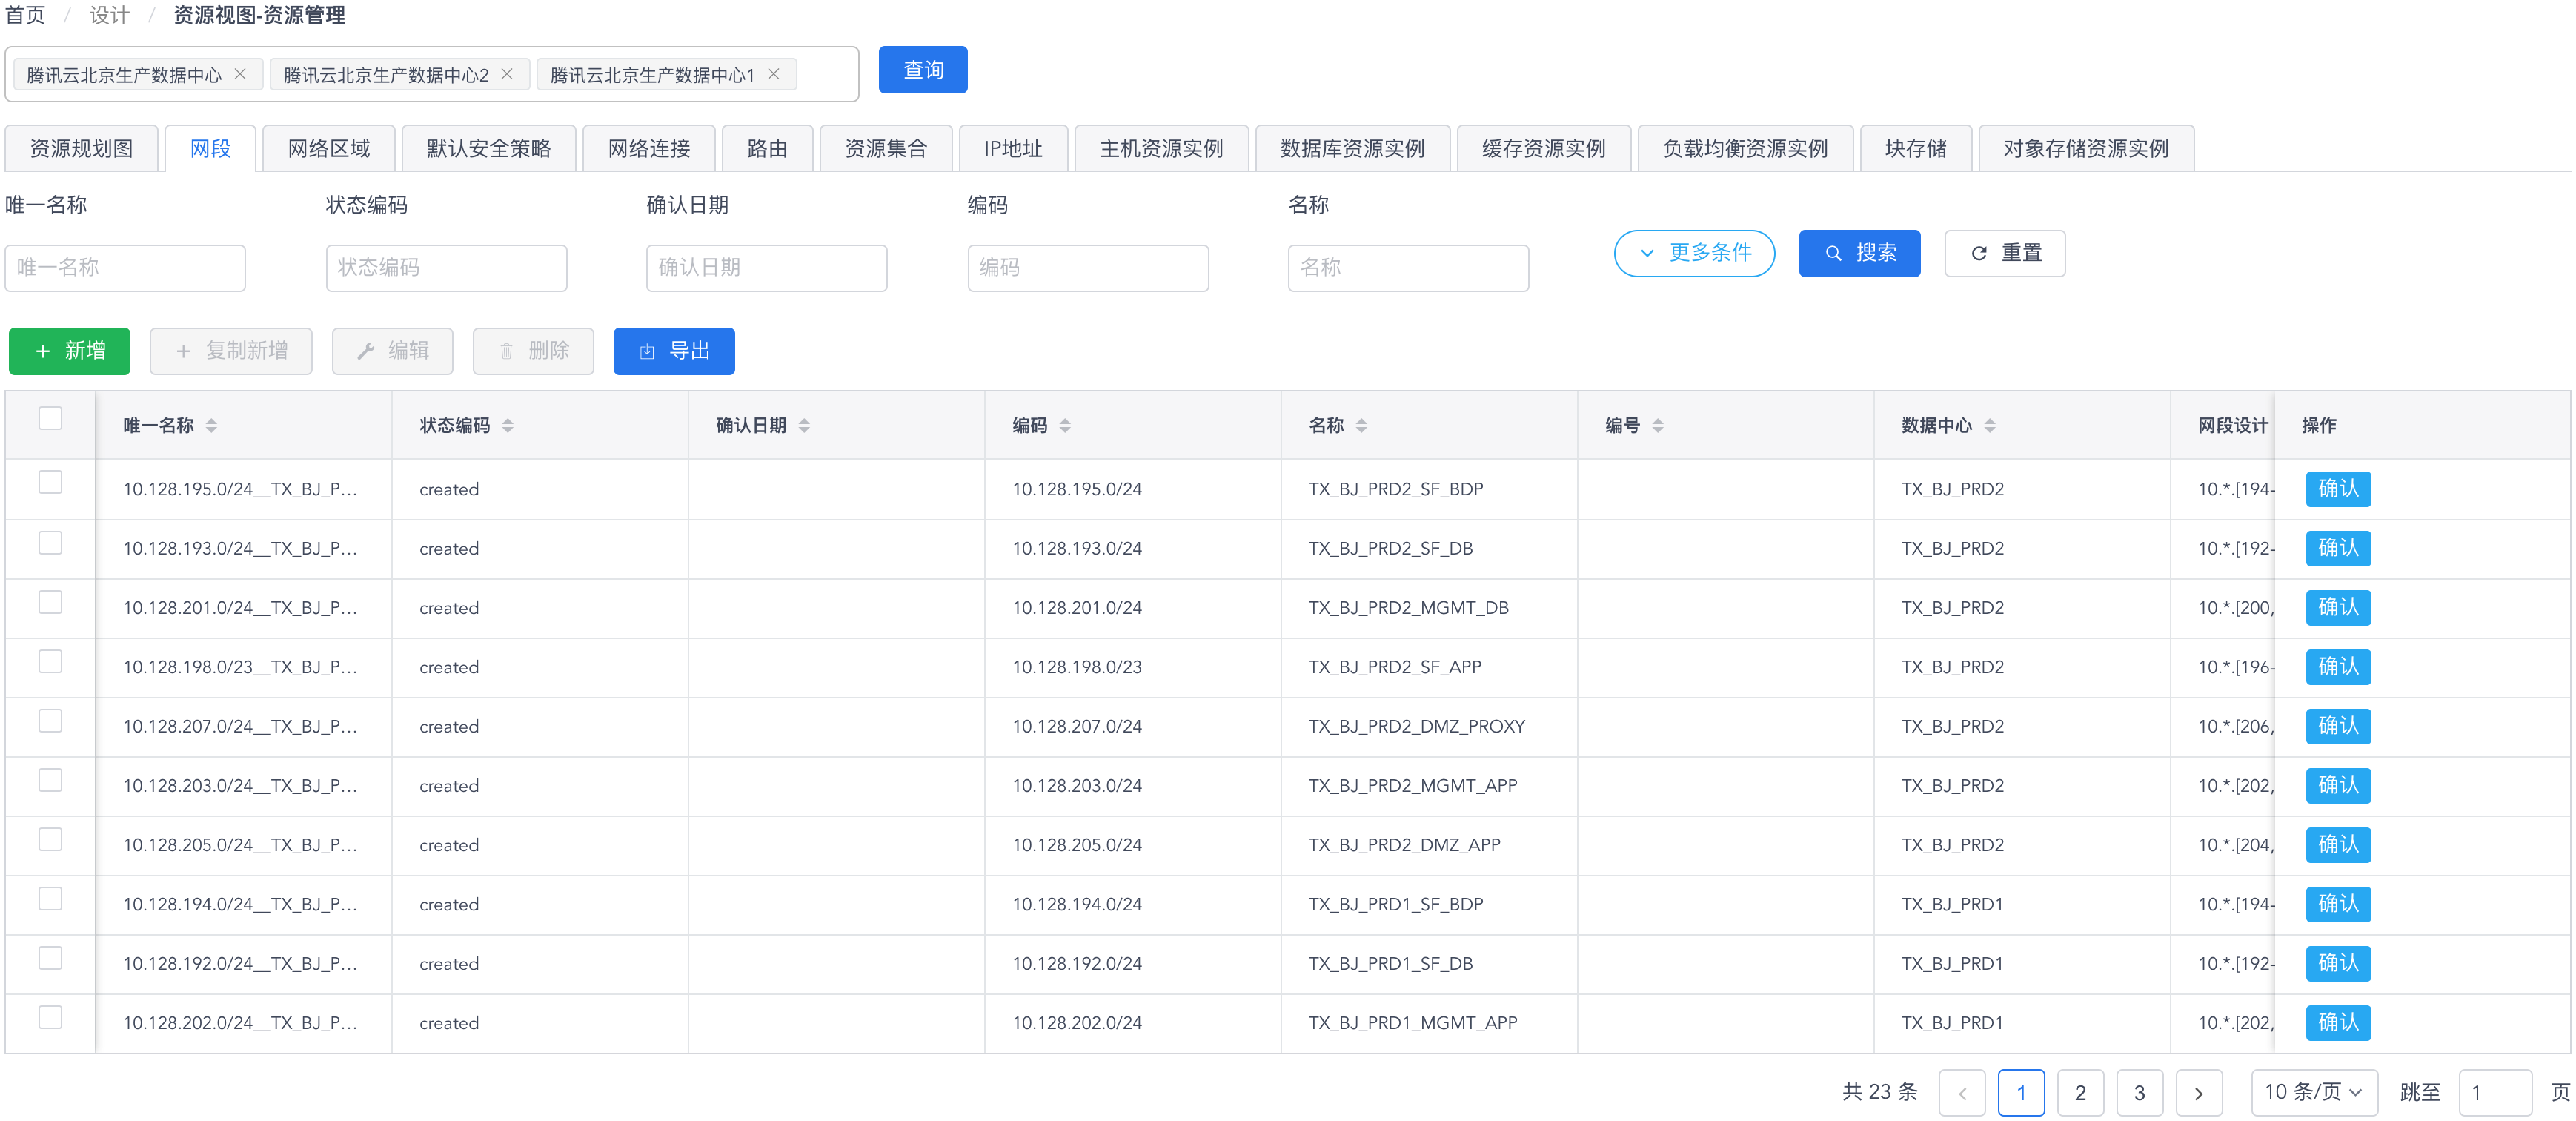 首页 / 设计 / 资源视图-资源管理
腾讯云北京生产数据中心 × 腾讯云北京生产数据中心2 × 腾讯云北京生产数据中心1 × 查询
资源规划图 网段 网络区域 默认安全策略 网络连接 路由 资源集合 IP地址 主机资源实例 数据库资源实例 缓存资源实例 负载均衡资源实例 块存储 对象存储资源实例
唯一名称 状态编码 确认日期 编码 名称
唯一名称 状态编码 确认日期 编码 名称 更多条件 搜索 重置
+ 新增 + 复制新增 编辑 删除 导出
唯一名称 状态编码 确认日期 编码 名称 编号 数据中心 网段设计 操作
10.128.195.0/24__TX_BJ_P... created 10.128.195.0/24 TX_BJ_PRD2_SF_BDP TX_BJ_PRD2 10.*.[194- 确认
10.128.193.0/24__TX_BJ_P... created 10.128.193.0/24 TX_BJ_PRD2_SF_DB TX_BJ_PRD2 10.*.[192- 确认
10.128.201.0/24__TX_BJ_P... created 10.128.201.0/24 TX_BJ_PRD2_MGMT_DB TX_BJ_PRD2 10.*.[200, 确认
10.128.198.0/23__TX_BJ_P... created 10.128.198.0/23 TX_BJ_PRD2_SF_APP TX_BJ_PRD2 10.*.[196- 确认
10.128.207.0/24__TX_BJ_P... created 10.128.207.0/24 TX_BJ_PRD2_DMZ_PROXY TX_BJ_PRD2 10.*.[206, 确认
10.128.203.0/24__TX_BJ_P... created 10.128.203.0/24 TX_BJ_PRD2_MGMT_APP TX_BJ_PRD2 10.*.[202, 确认
10.128.205.0/24__TX_BJ_P... created 10.128.205.0/24 TX_BJ_PRD2_DMZ_APP TX_BJ_PRD2 10.*.[204, 确认
10.128.194.0/24__TX_BJ_P... created 10.128.194.0/24 TX_BJ_PRD1_SF_BDP TX_BJ_PRD1 10.*.[194- 确认
10.128.192.0/24__TX_BJ_P... created 10.128.192.0/24 TX_BJ_PRD1_SF_DB TX_BJ_PRD1 10.*.[192- 确认
10.128.202.0/24__TX_BJ_P... created 10.128.202.0/24 TX_BJ_PRD1_MGMT_APP TX_BJ_PRD1 10.*.[202, 确认
共 23 条 < 1 2 3 > 10 条/页 跳至 1 页